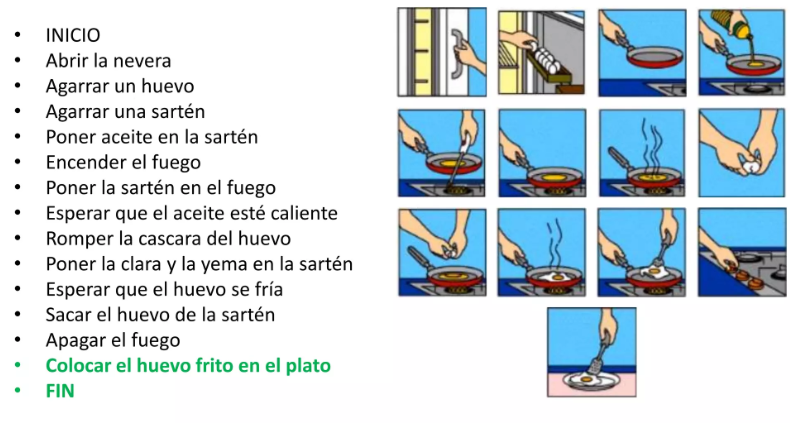 • INICIO
• Abrir la nevera
• Agarrar un huevo
• Agarrar una sartén
• Poner aceite en la sartén
• Encender el fuego
• Poner la sartén en el fuego
• Esperar que el aceite esté caliente
• Romper la cascara del huevo
• Poner la clara y la yema en la sartén
• Esperar que el huevo se fría
• Sacar el huevo de la sartén
• Apagar el fuego
• Colocar el huevo frito en el plato
• FIN